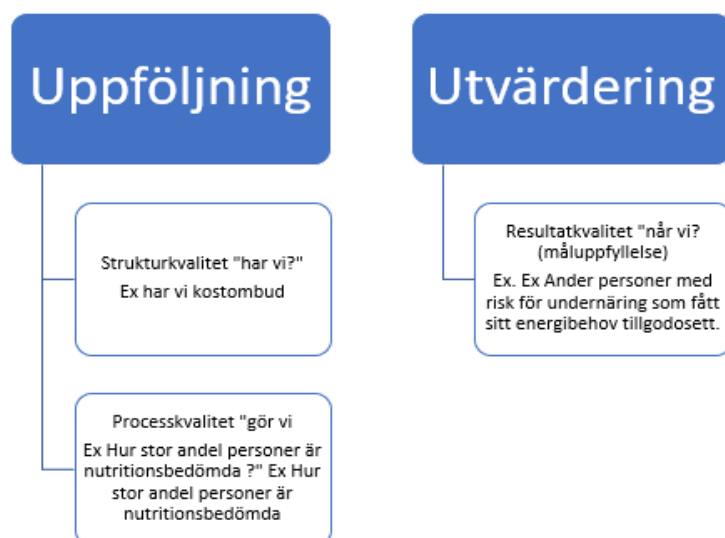 Uppföljning
Strukturkvalitet "har vi?"
Ex har vi kostombud
Processkvalitet "gör vi
Ex Hur stor andel personer är
nutritionsbedömda ?" Ex Hur
stor andel personer är
nutritionsbedömda
Utvärdering
Resultatkvalitet "når vi?
(måluppfyllelse)
Ex. Ex Ander personer med
risk för undernäring som fått
sitt energibehov tillgodosett.